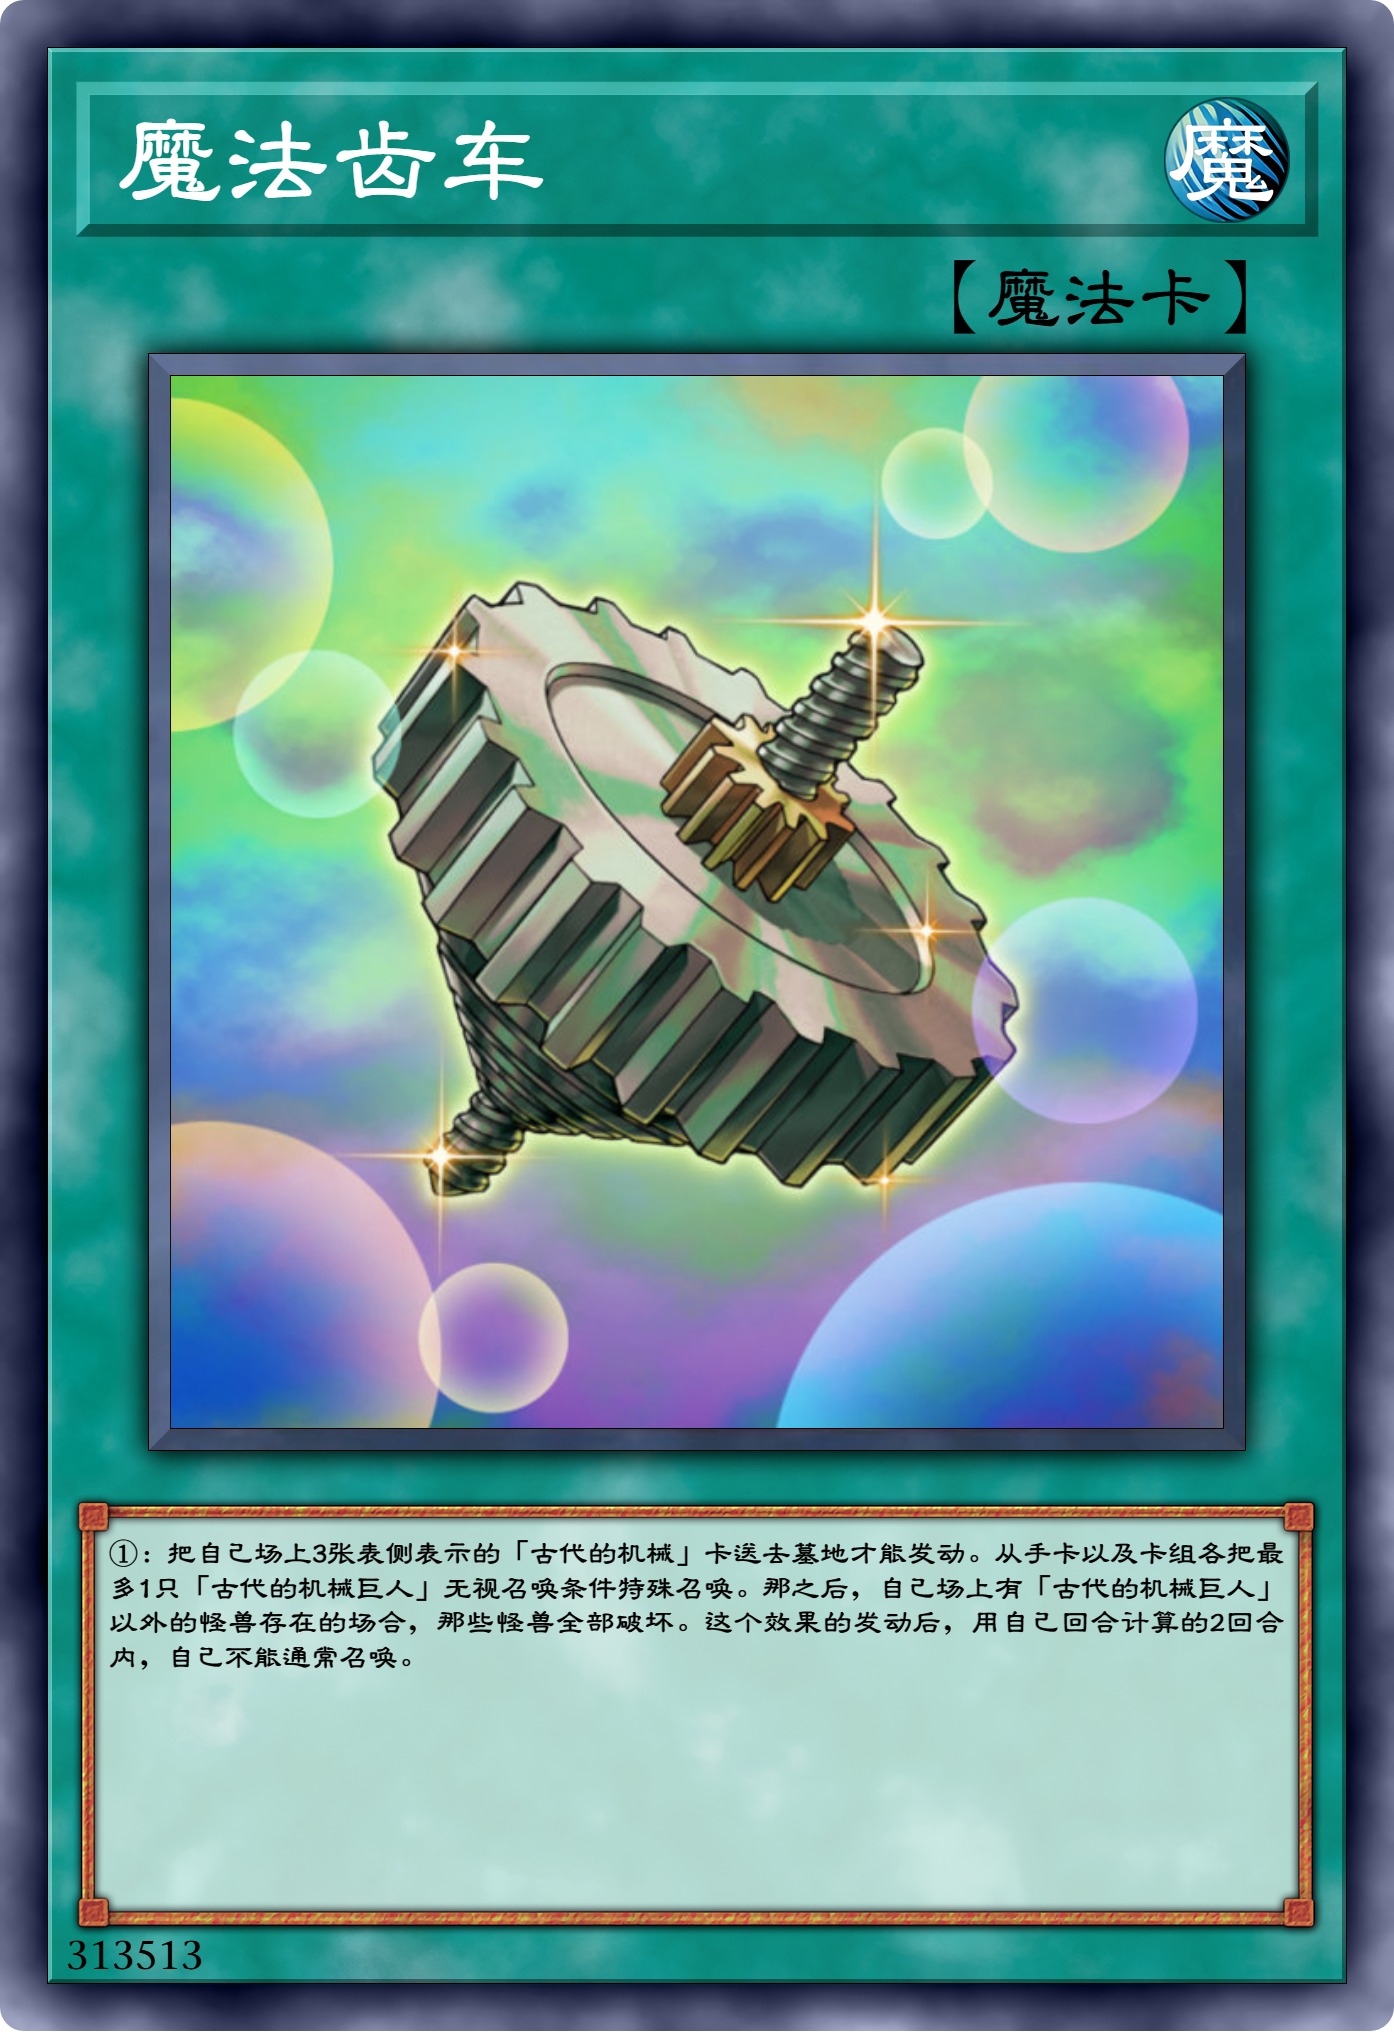 魔法齿车
魔
【魔法卡】
①：把自己场上3张表侧表示的「古代的机械」卡送去墓地才能发动。从手卡以及卡组各把最
多1只「古代的机械巨人」无视召唤条件特殊召唤。那之后，自己场上有「古代的机械巨人」
以外的怪兽存在的场合，那些怪兽全部破坏。这个效果的发动后，用自己回合计算的2回合
内，自己不能通常召唤。
313513